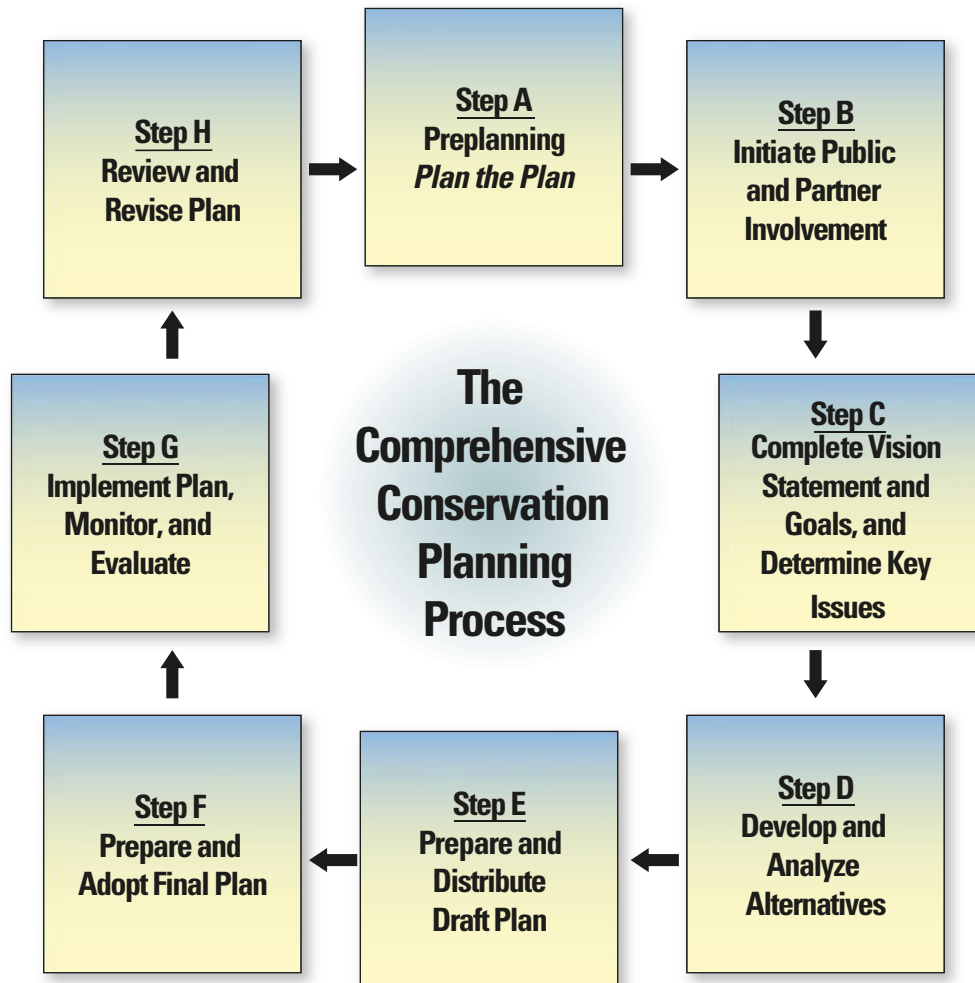 Step A
Preplanning
Plan the Plan
Step B
Initiate Public
and Partner
Involvement
Step C
Complete Vision
Statement and
Goals, and
Determine Key
Issues
Step D
Develop and
Analyze
Alternatives
Step E
Prepare and
Distribute
Draft Plan
Step F
Prepare and
Adopt Final Plan
Step G
Implement Plan,
Monitor, and
Evaluate
Step H
Review and
Revise Plan
The
Comprehensive
Conservation
Planning
Process